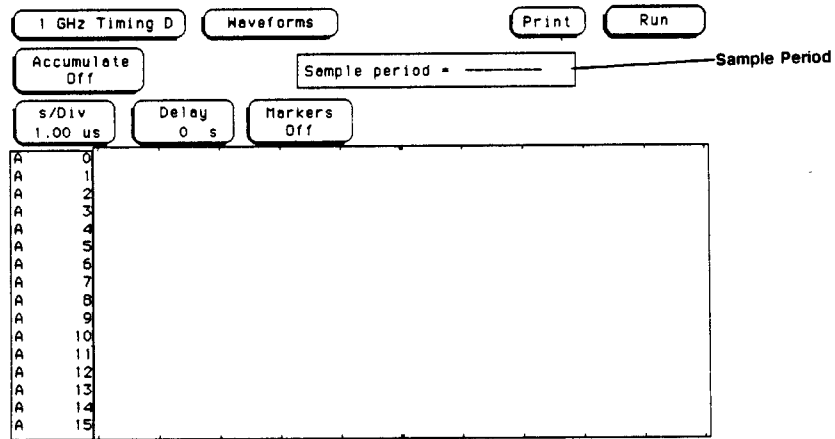 1 GHz Timing D Waveforms Print Run
Accumulate
Off
Sample period = --------
Sample Period
s/Div
1.00 us
Delay
0 s
Markers
Off
A 0
A 1
A 2
A 3
A 4
A 5
A 6
A 7
A 8
A 9
A 10
A 11
A 12
A 13
A 14
A 15